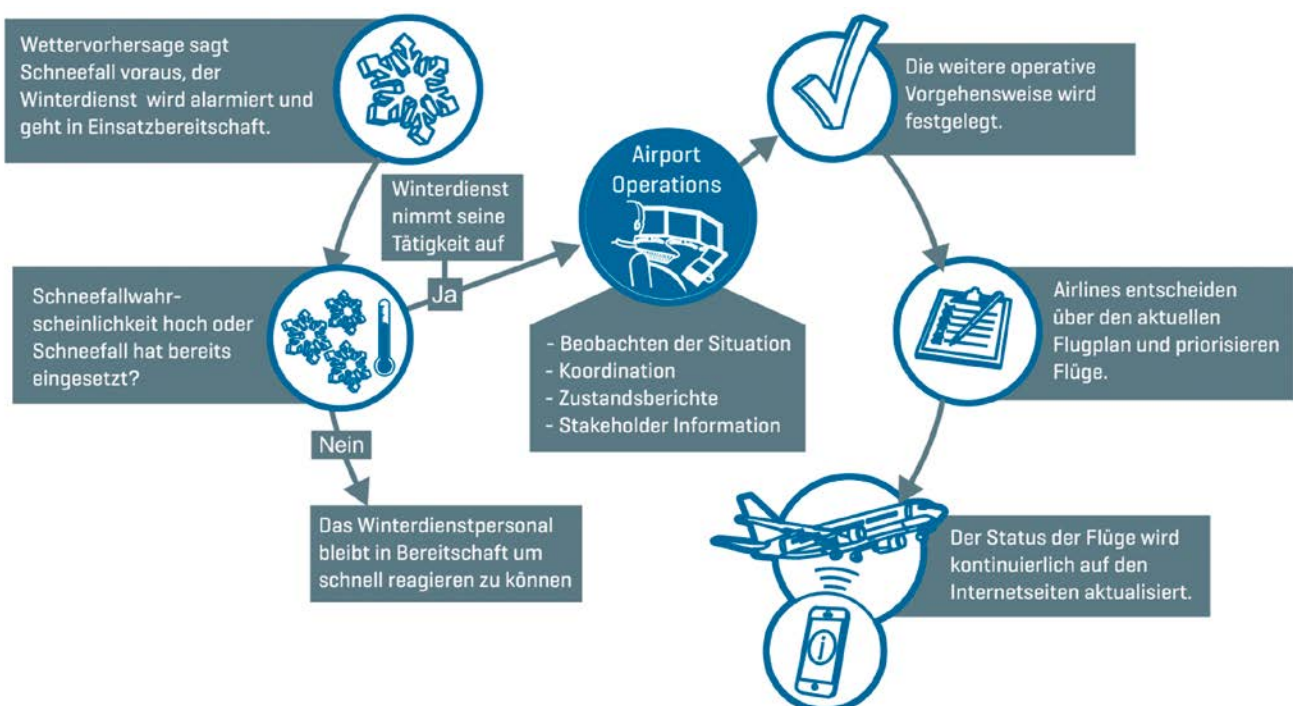 Wettervorhersage sagt
Schneefall voraus, der
Winterdienst wird alarmiert und
geht in Einsatzbereitschaft.
Schneefallwahr-
scheinlichkeit hoch oder
Schneefall hat bereits
eingesetzt?
Winterdienst
nimmt seine
Tätigkeit auf
Ja
Nein
Das Winterdienstpersonal
bleibt in Bereitschaft um
schnell reagieren zu können
Airport
Operations
- Beobachten der Situation
- Koordination
- Zustandsberichte
- Stakeholder Information
Die weitere operative
Vorgehensweise wird
festgelegt.
Airlines entscheiden
über den aktuellen
Flugplan und priorisieren
Flüge.
Der Status der Flüge wird
kontinuierlich auf den
Internetseiten aktualisiert.
i